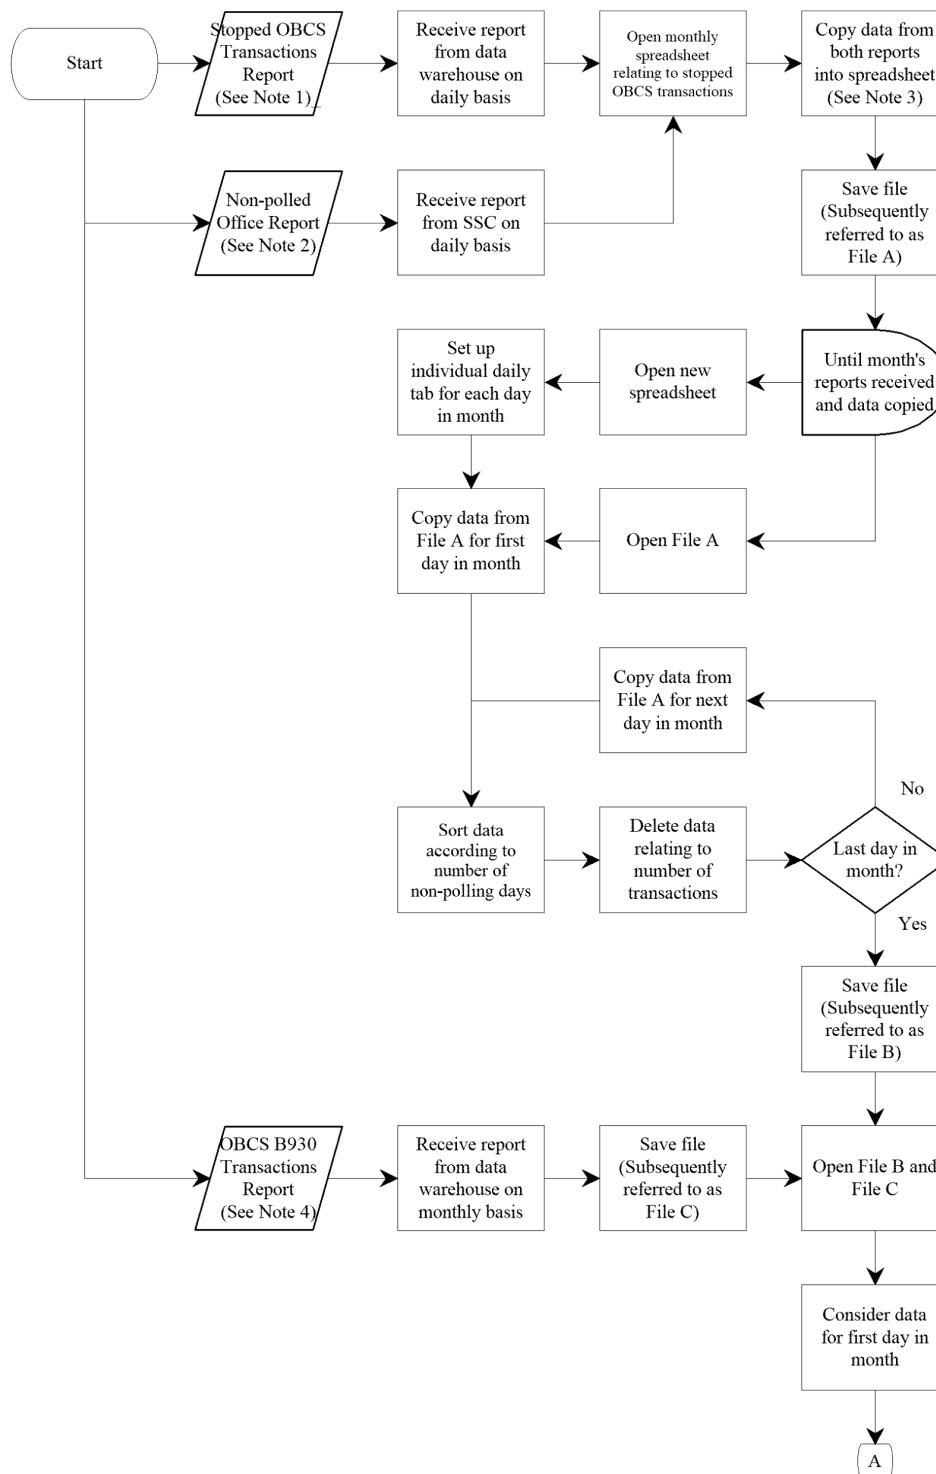 Start
Stopped OBCS
Transactions
Report
(See Note 1)_
Receive report
from data
warehouse on
daily basis
Open monthly
spreadsheet
relating to stopped
OBCS transactions
Copy data from
both reports
into spreadsheet
(See Note 3)
Non-polled
Office Report
(See Note 2)
Receive report
from SSC on
daily basis
Save file
(Subsequently
referred to as
File A)
Set up
individual daily
tab for each day
in month
Open new
spreadsheet
Until month's
reports received
and data copied
Copy data from
File A for first
day in month
Open File A
Copy data from
File A for next
day in month
No
Sort data
according to
number of
non-polling days
Delete data
relating to
number of
transactions
Last day in
month?
Yes
Save file
(Subsequently
referred to as
File B)
OBCS B930
Transactions
Report
(See Note 4)
Receive report
from data
warehouse on
monthly basis
Save file
(Subsequently
referred to as
File C)
Open File B and
File C
Consider data
for first day in
month
A